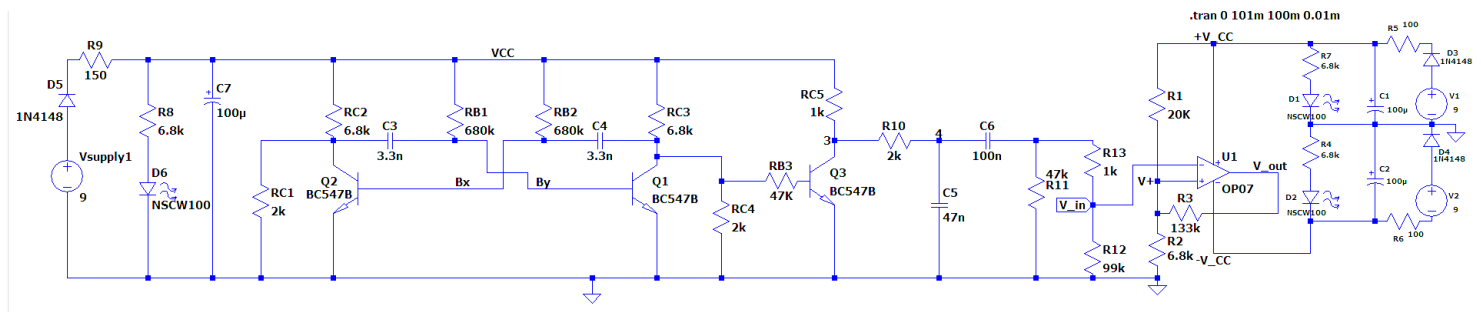 .tran 0 101m 100m 0.01m
R9
150
VCC
D5
1N4148
Vsupply1
9
R8
6.8k
D6
NSCW100
C7
100µ
RC2
6.8k
C3
3.3n
RB1
680k
RB2
680k
C4
3.3n
RC3
6.8k
RC1
2k
Q2
BC547B
Bx
By
Q1
BC547B
RC4
2k
RB3
47K
RC5
1k
3
Q3
BC547B
R10
2k
4
C5
47n
C6
100n
47k
R11
R13
1k
V_in
R12
99k
+V_CC
R1
20K
V+
U1
OP07
V_out
R3
133k
R2
6.8k
-V_CC
R7
6.8k
D1
NSCW100
R4
6.8k
D2
NSCW100
C1
100µ
C2
100µ
R5
100
D3
1N4148
V1
9
D4
1N4148
V2
9
R6
100